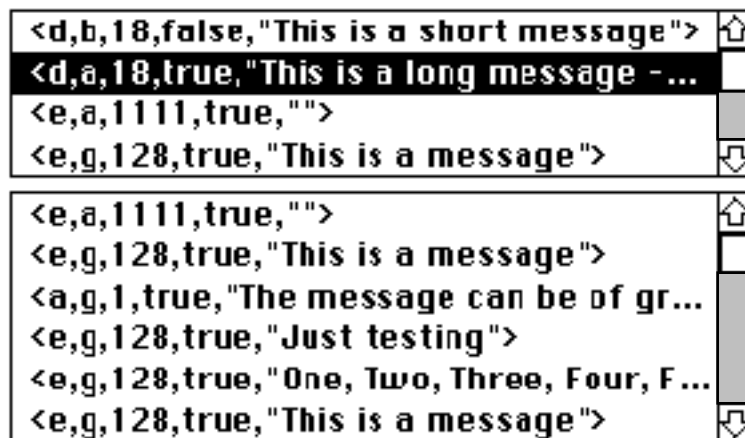 <d,b,18,false,"This is a short message">
<d,a,18,true,"This is a long message -...
<e,a,1111,true,"">
<e,g,128,true,"This is a message">
<e,a,1111,true,"">
<e,g,128,true,"This is a message">
<a,g,1,true,"The message can be of gr...
<e,g,128,true,"Just testing">
<e,g,128,true,"One, Two, Three, Four, F...
<e,g,128,true,"This is a message">